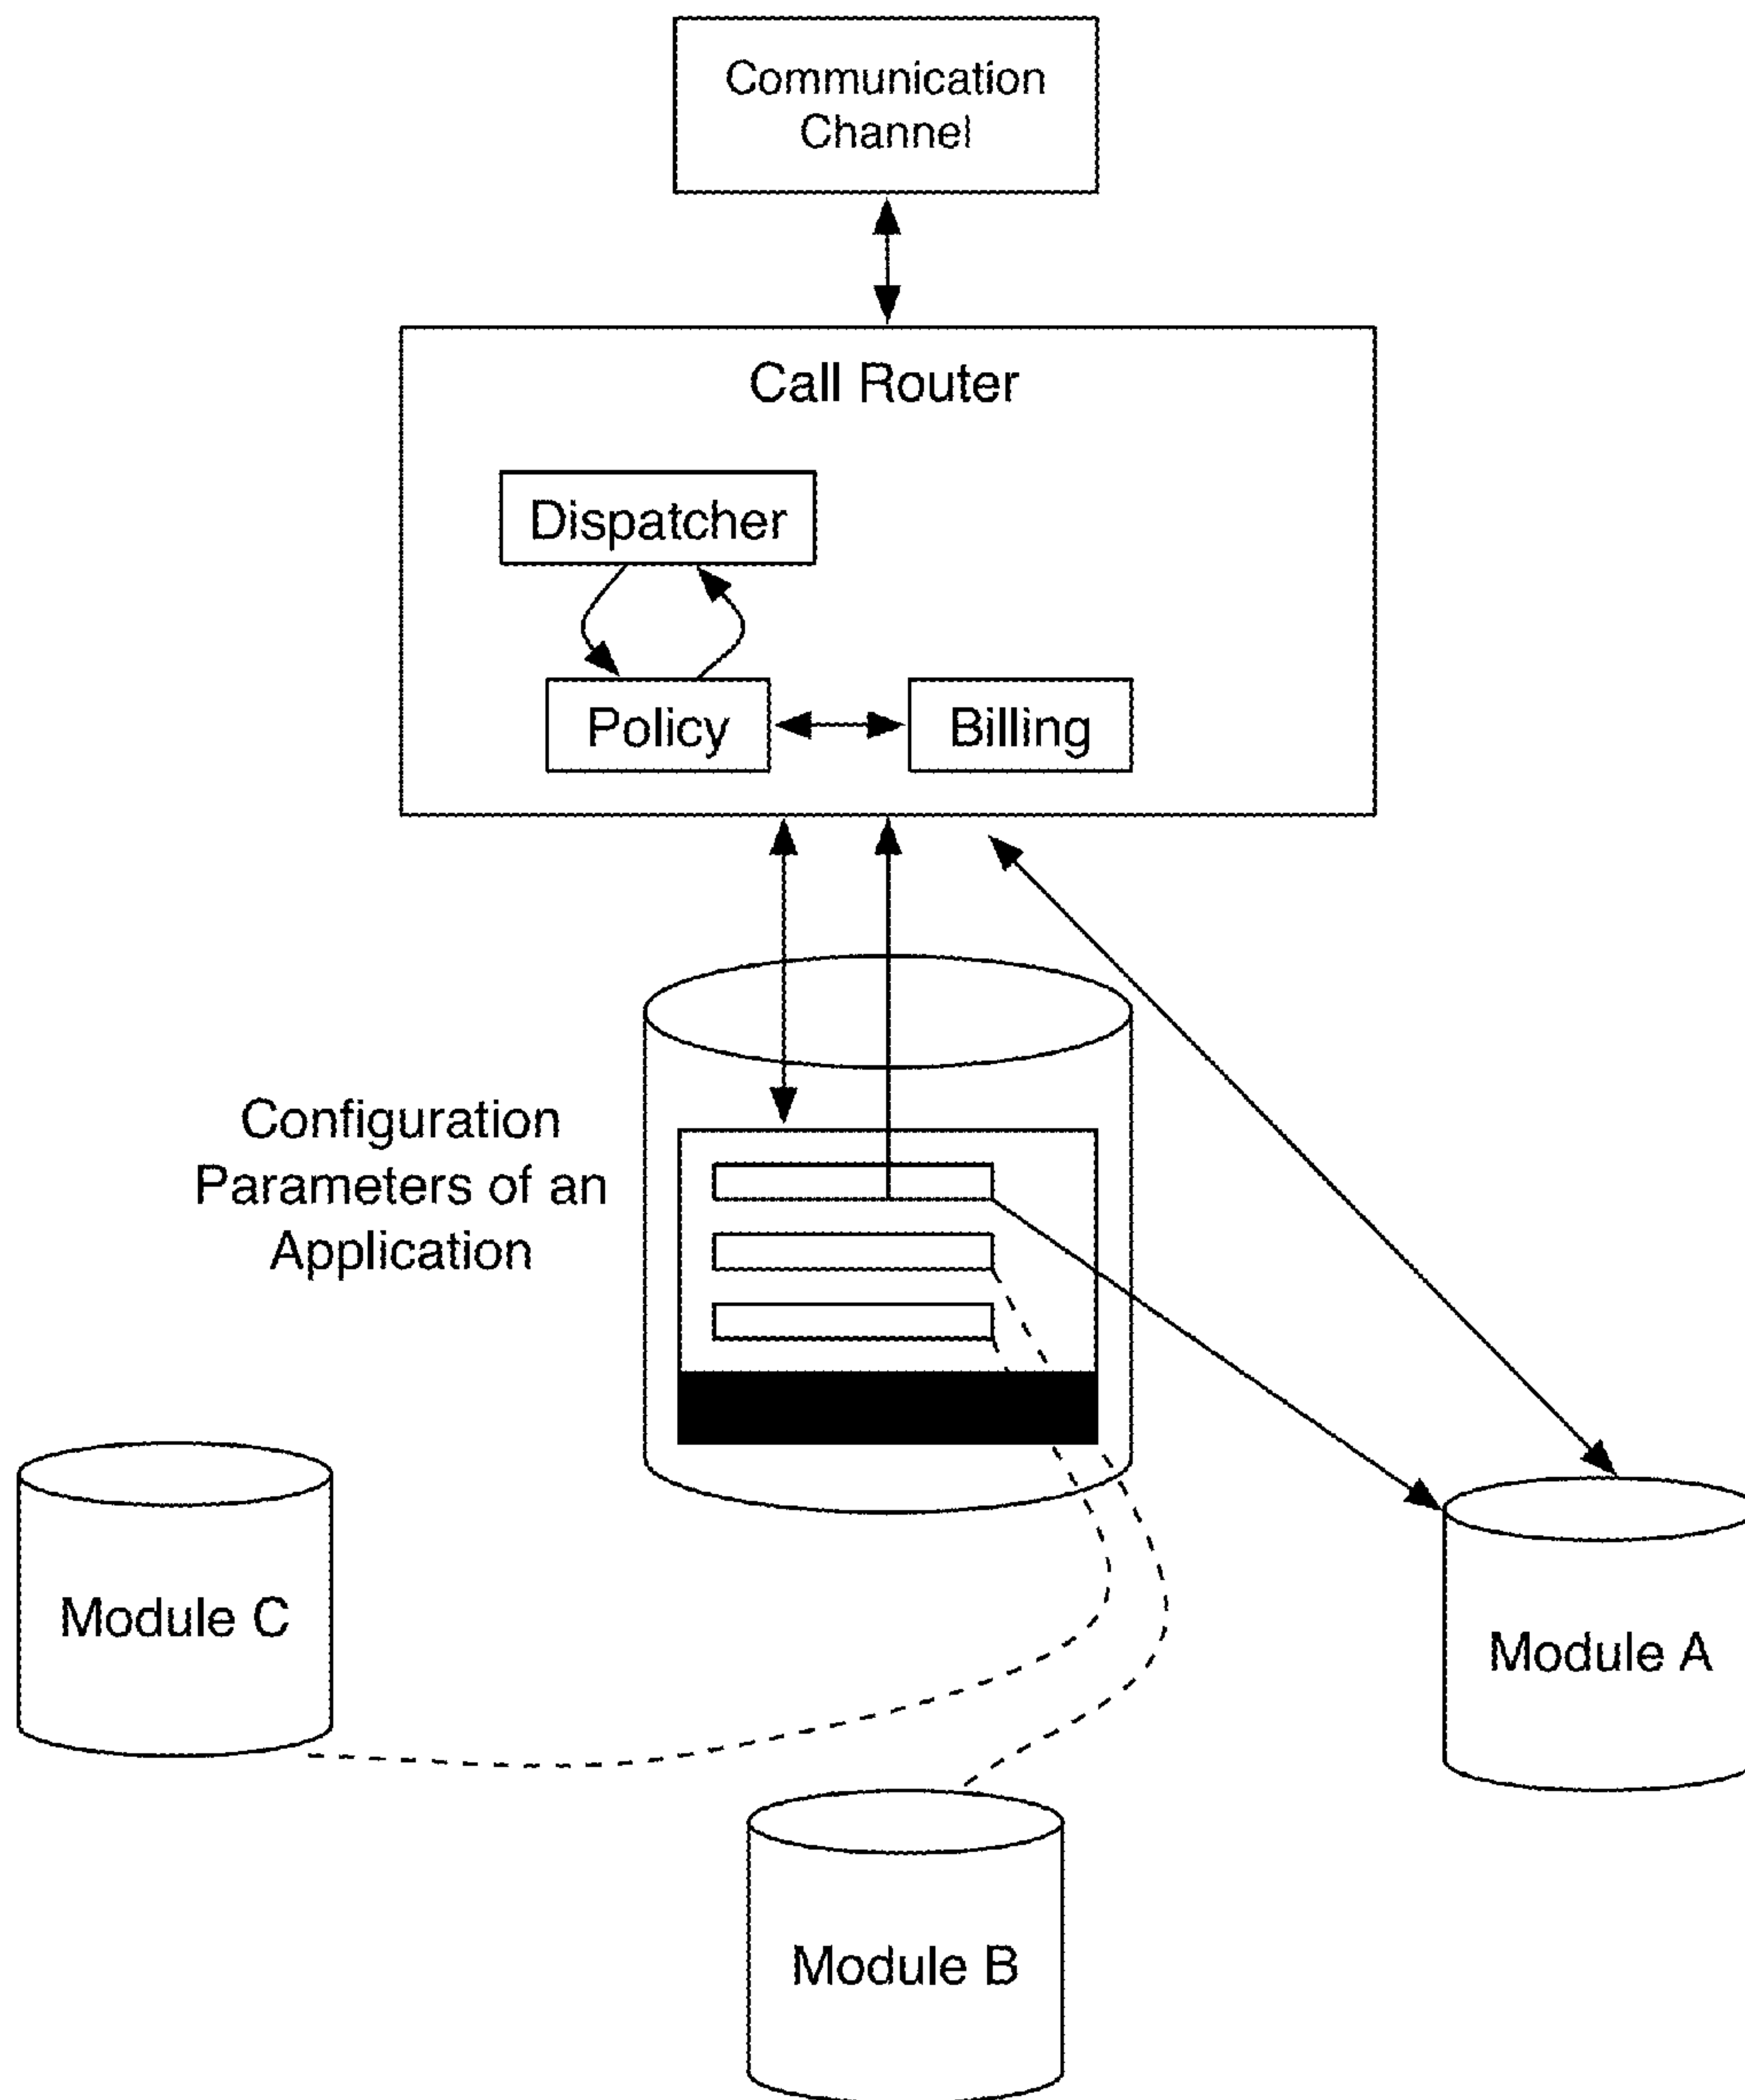 Communication
Channel
Call Router
Dispatcher
Policy
Billing
Configuration
Parameters of an
Application
Module C
Module A
Module B